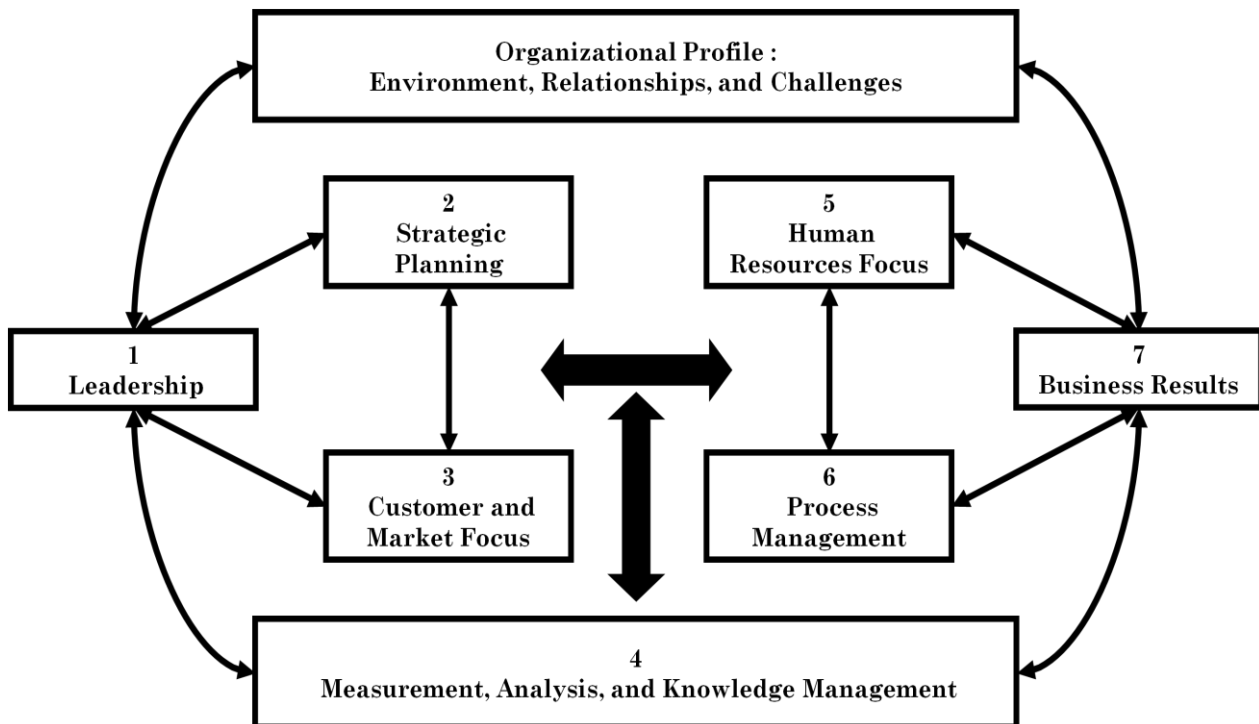 Organizational Profile :
Environment, Relationships, and Challenges
2
Strategic
Planning
5
Human
Resources Focus
1
Leadership
7
Business Results
3
Customer and
Market Focus
6
Process
Management
4
Measurement, Analysis, and Knowledge Management